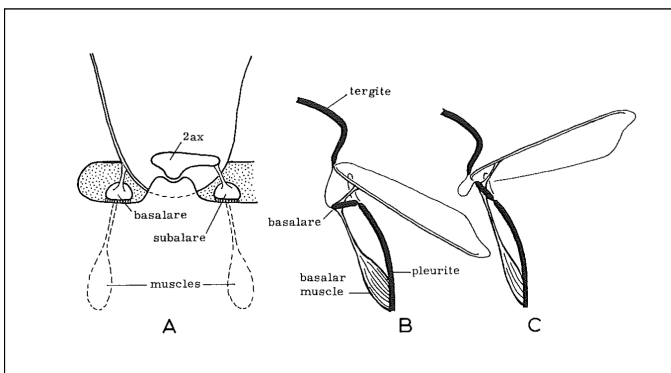 tergite
2ax
basalare
basalare
subalare
muscles
basalar
muscle
pleurite
A
B
C